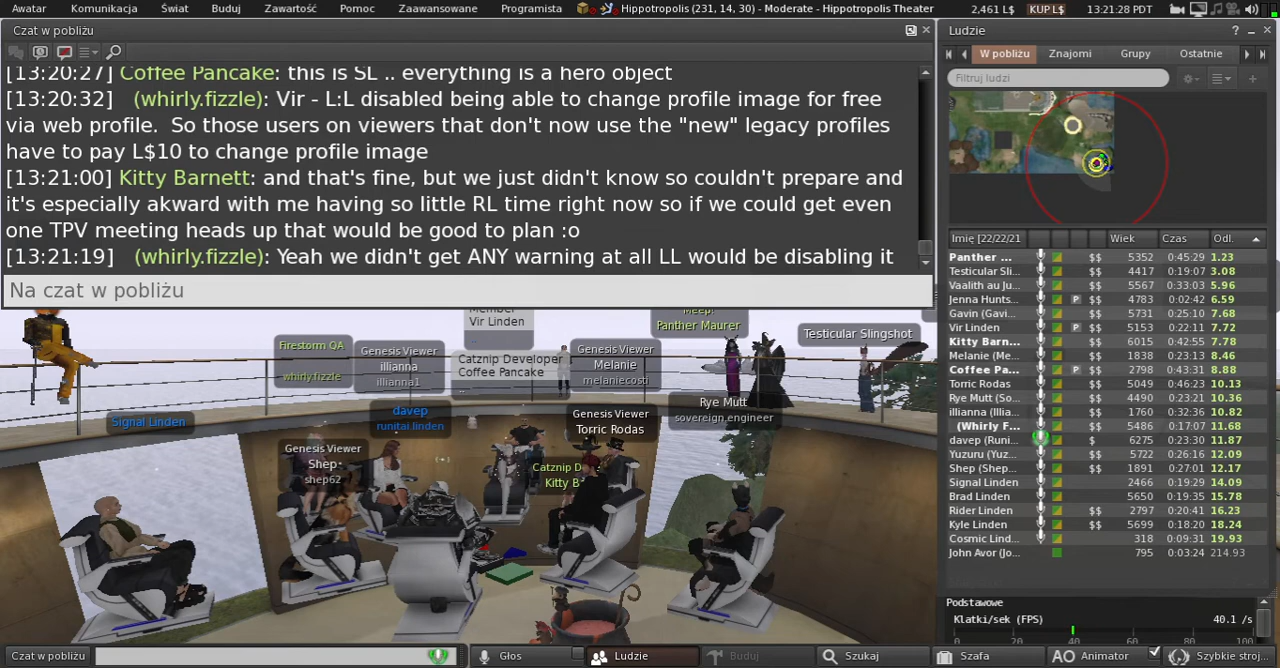 Awatar Komunikacja Świat Buduj Zawartość Pomoc Zaawansowane Programista Hippotropolis (231, 14, 30) - Moderate - Hippotropolis Theater 2,461 L$ KUP L$ 13:21:28 PDT
Czat w pobliżu
[13:20:27] Coffee Pancake: this is SL .. everything is a hero object
[13:20:32] (whirly.fizzle): Vir - L:L disabled being able to change profile image for free
via web profile. So those users on viewers that don't now use the "new" legacy profiles
have to pay L$10 to change profile image
[13:21:00] Kitty Barnett: and that's fine, but we just didn't know so couldn't prepare and
it's especially akward with me having so little RL time right now so if we could get even
one TPV meeting heads up that would be good to plan :o
[13:21:19] (whirly.fizzle): Yeah we didn't get ANY warning at all LL would be disabling it
Na czat w pobliżu
Member
Vir Linden
Meep!
Panther Maurer
Testicular Slingshot
Firestorm QA
whirly.fizzle
Genesis Viewer
illianna
illianna1
Catznip Developer
Coffee Pancake
Genesis Viewer
Melanie
melaniecosti
Rye Mutt
sovereign.engineer
Signal Linden
davep
runitai.linden
Genesis Viewer
Torric Rodas
Genesis Viewer
Shep
shep62
Catznip D
Kitty B
Ludzie
? _ ×
W pobliżu Znajomi Grupy Ostatnie
Filtruj ludzi
Imię [22/22/21 Wiek Czas Odl.
Panther ... $$ 5352 0:45:29 1.23
Testicular Sli... $$ 4417 0:19:07 3.08
Vaalith au Ju $$ 5567 0:33:03 5.96
Jenna Hunts... P $$ 4783 0:02:42 6.59
Gavin (Gavi... $$ 5731 0:25:10 7.68
Vir Linden P $$ 5153 0:22:11 7.72
Kitty Barn... $$ 6015 0:42:55 7.78
Melanie (Me... $$ 1838 0:23:13 8.46
Coffee Pa... P $$ 2798 0:43:31 8.88
Torric Rodas $$ 5049 0:46:23 10.13
Rye Mutt (So... $$ 4490 0:23:21 10.36
illianna (Illia... $$ 1760 0:32:36 10.82
(Whirly F... $$ 5486 0:17:07 11.68
davep (Runi... $ 6275 0:23:30 11.87
Yuzuru (Yuz... $$ 5722 0:26:16 12.09
Shep (Shep... $$ 1891 0:27:01 12.17
Signal Linden 2466 0:19:29 14.09
Brad Linden 5650 0:19:35 15.78
Rider Linden $$ 2797 0:20:41 16.23
Kyle Linden $$ 5699 0:18:20 18.24
Cosmic Lind... 318 0:09:31 19.93
John Avor (Jo... 795 0:03:24 214.93
Podstawowe
Klatki/sek (FPS) 40.1 /s
0 20 40 60 80 100
Czat w pobliżu Głos Ludzie Buduj Szukaj Szafa AO Animator Szybkie stroj...